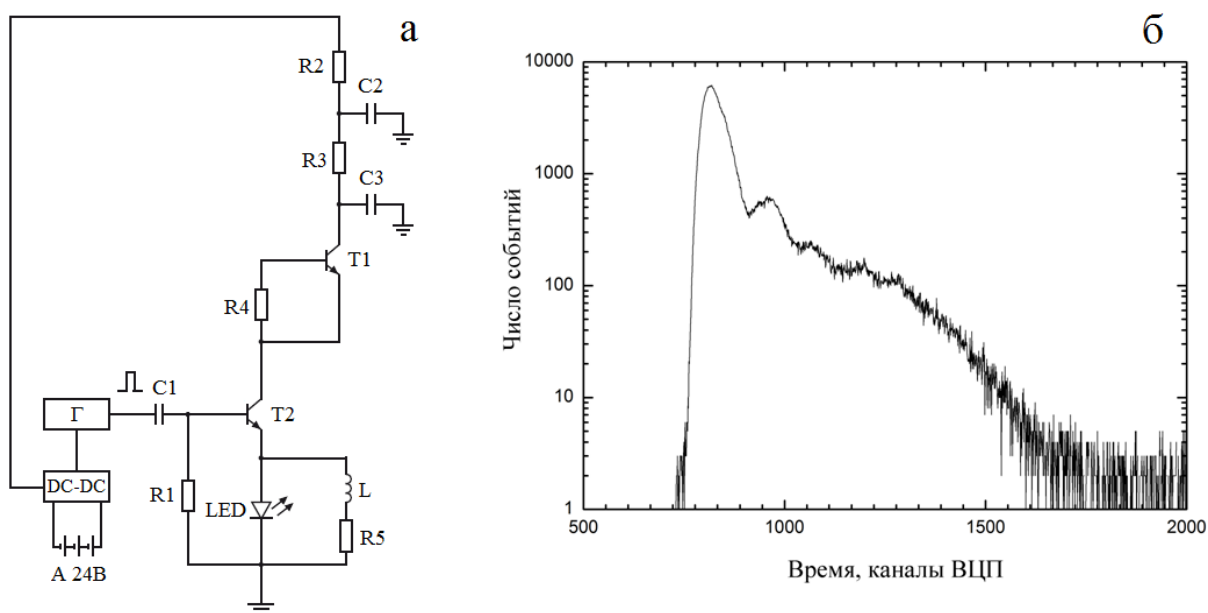 а
R2
C2
R3
C3
T1
R4
C1
Г
T2
DC-DC
R1
LED
L
R5
А 24В
б
Число событий
10000
1000
100
10
1
500
1000
1500
2000
Время, каналы ВЦП